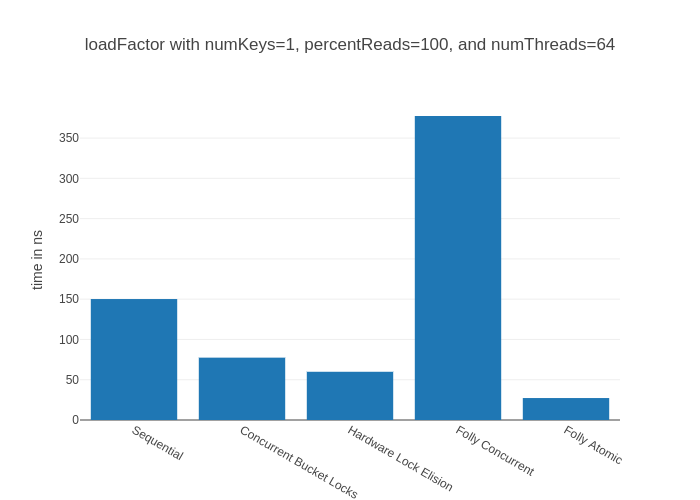 loadFactor with numKeys=1, percentReads=100, and numThreads=64
time in ns
350
300
250
200
150
100
50
0
Sequential
Concurrent Bucket Locks
Hardware Lock Elision
Folly Concurrent
Folly Atomic